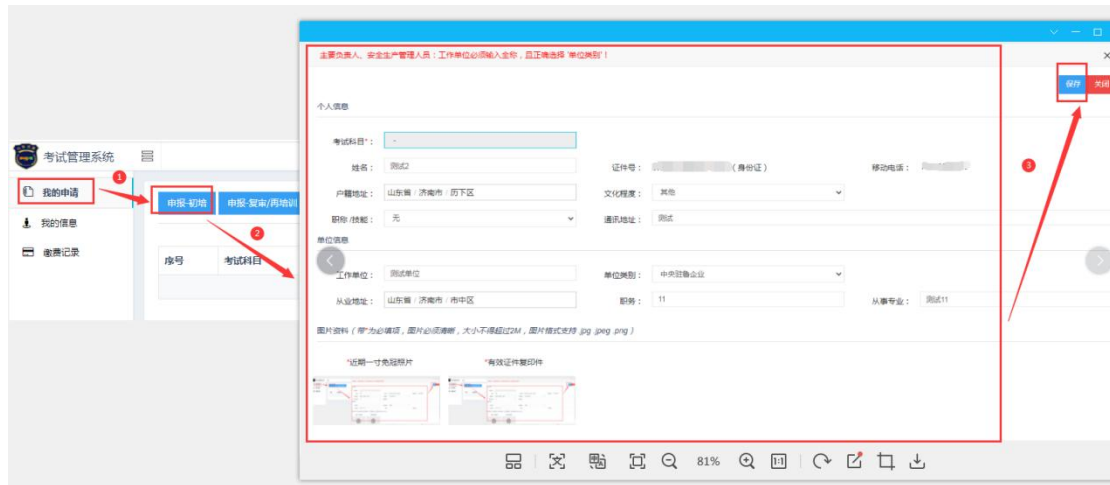 主要负责人、安全生产管理人员：工作单位必须输入全称，且正确选择 '单位类别'！
保存 关闭
个人信息
考试科目*： -
姓名： 测试2 证件号： （身份证） 移动电话：
户籍地址： 山东省 / 济南市 / 历下区 文化程度： 其他
职称/技能： 无 通讯地址： 测试
单位信息
工作单位： 测试单位 单位类别： 中央驻鲁企业
从业地址： 山东省 / 济南市 / 市中区 职务： 11 从事专业： 测试11
图片资料（ 带*为必填项，图片必须清晰，大小不得超过2M，图片格式支持 .jpg .jpeg .png ）
*近期一寸免冠照片 *有效证件复印件
81%
考试管理系统
我的申请
我的信息
缴费记录
申报-初培 申报-复审/再培训
序号 考试科目
1
2
3